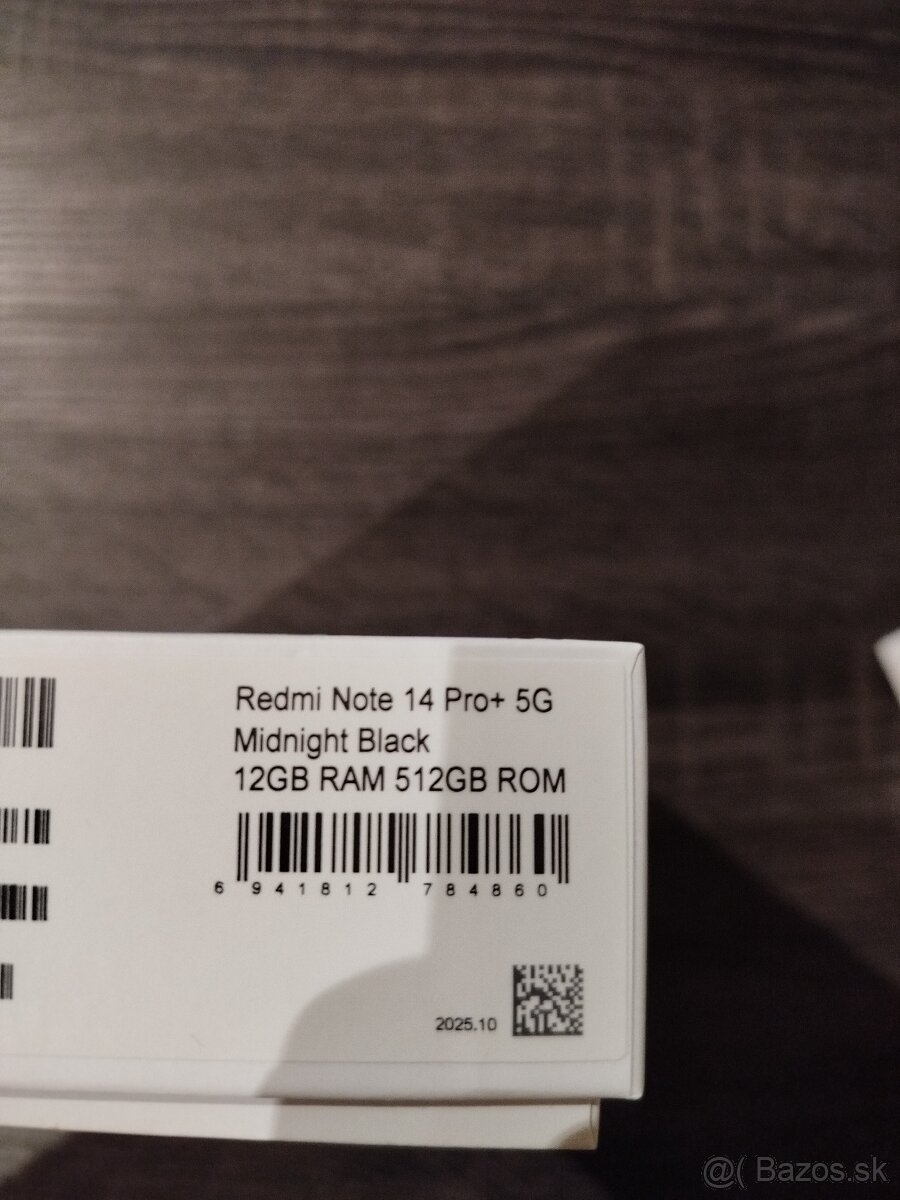 Redmi Note 14 Pro+ 5G
Midnight Black
12GB RAM 512GB ROM
6 941812 784860
2025.10
@( Bazos.sk